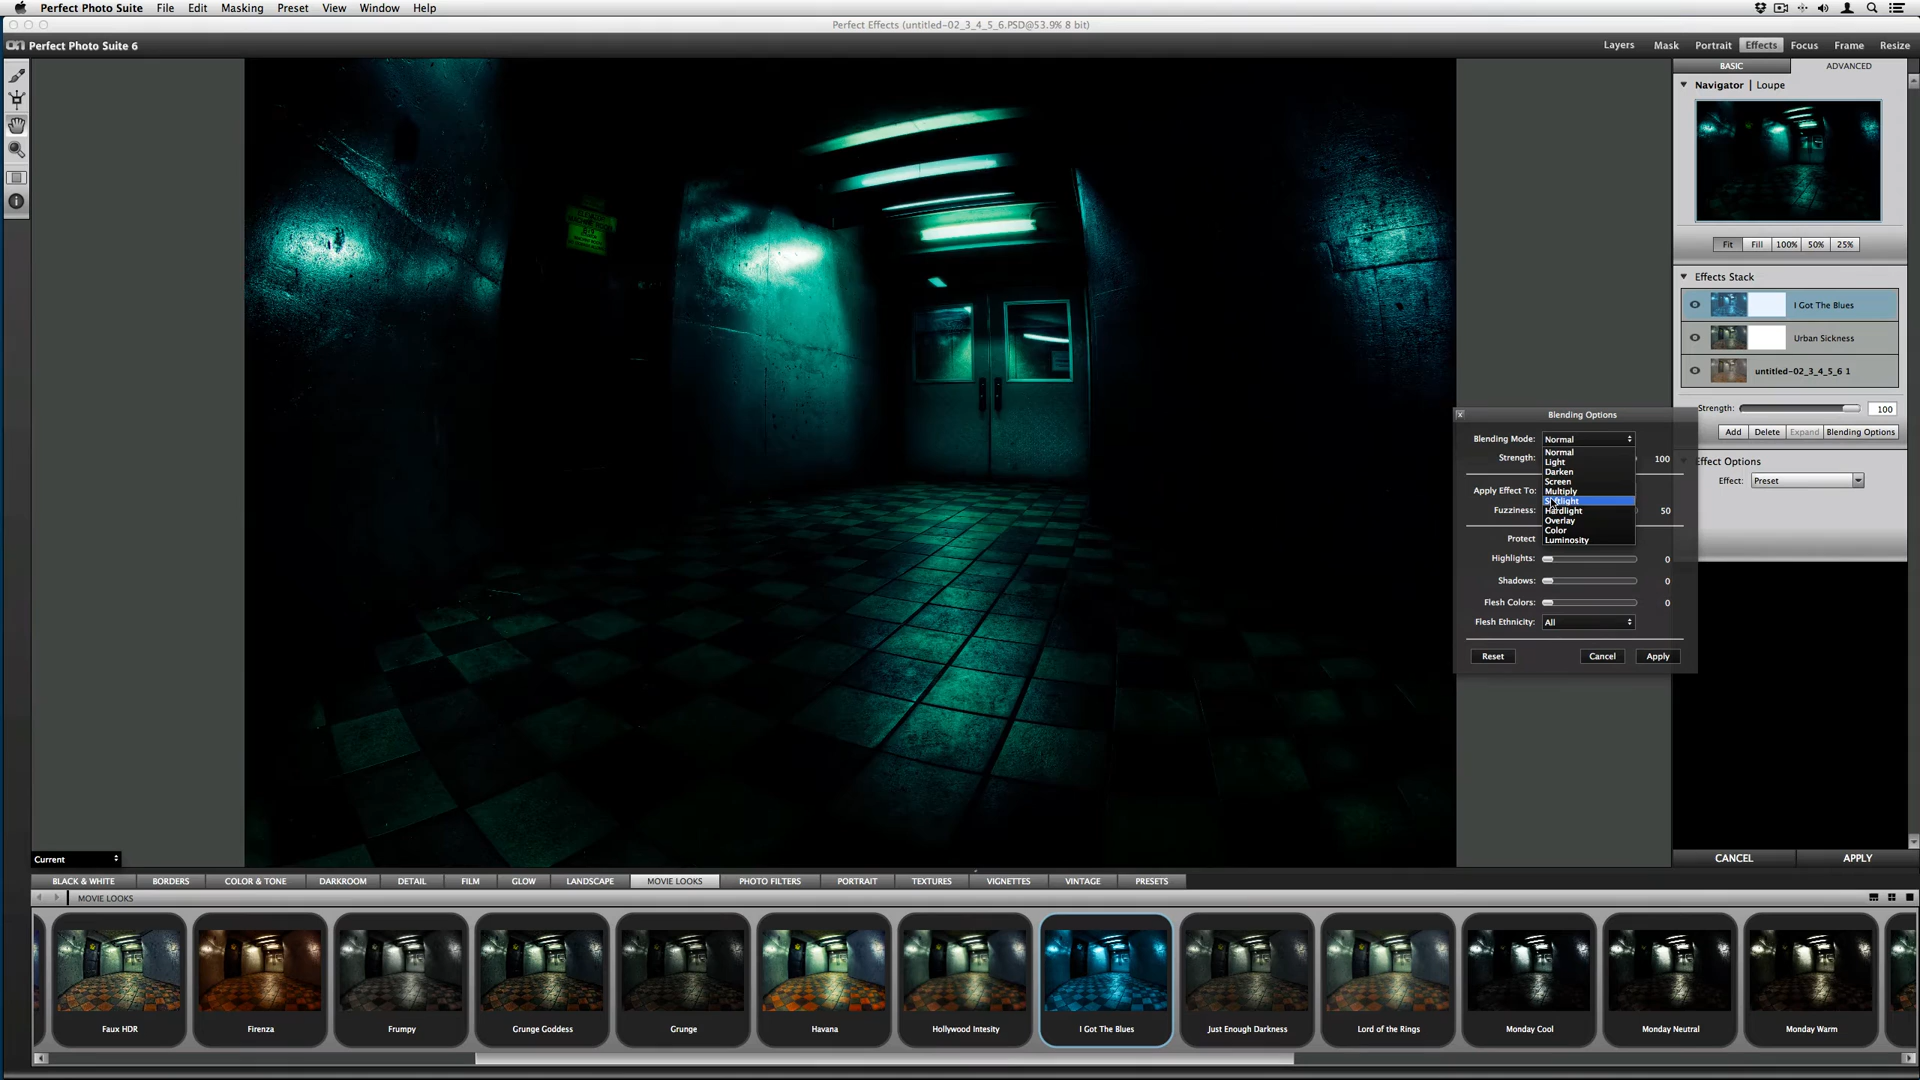 Perfect Photo Suite File Edit Masking Preset View Window Help
Perfect Effects (untitled-02_3_4_5_6.PSD@53.9% 8 bit)
on Perfect Photo Suite 6
Layers Mask Portrait Effects Focus Frame Resize
BASIC ADVANCED
Navigator | Loupe
Fit Fill 100% 50% 25%
Effects Stack
I Got The Blues
Urban Sickness
untitled-02_3_4_5_6 1
Strength: 100
Add Delete Expand Blending Options
Effect Options
Effect: Preset
Blending Options
Blending Mode: Normal
Normal
Strength: 100
Light
Darken
Screen
Apply Effect To: Multiply
Softlight
Fuzziness: Hardlight 50
Overlay
Color
Protect Luminosity
Highlights: 0
Shadows: 0
Flesh Colors: 0
Flesh Ethnicity: All
Reset Cancel Apply
CANCEL APPLY
Current
BLACK & WHITE BORDERS COLOR & TONE DARKROOM DETAIL FILM GLOW LANDSCAPE MOVIE LOOKS PHOTO FILTERS PORTRAIT TEXTURES VIGNETTES VINTAGE PRESETS
MOVIE LOOKS
Faux HDR Firenza Frumpy Grunge Goddess Grunge Havana Hollywood Intesity I Got The Blues Just Enough Darkness Lord of the Rings Monday Cool Monday Neutral Monday Warm